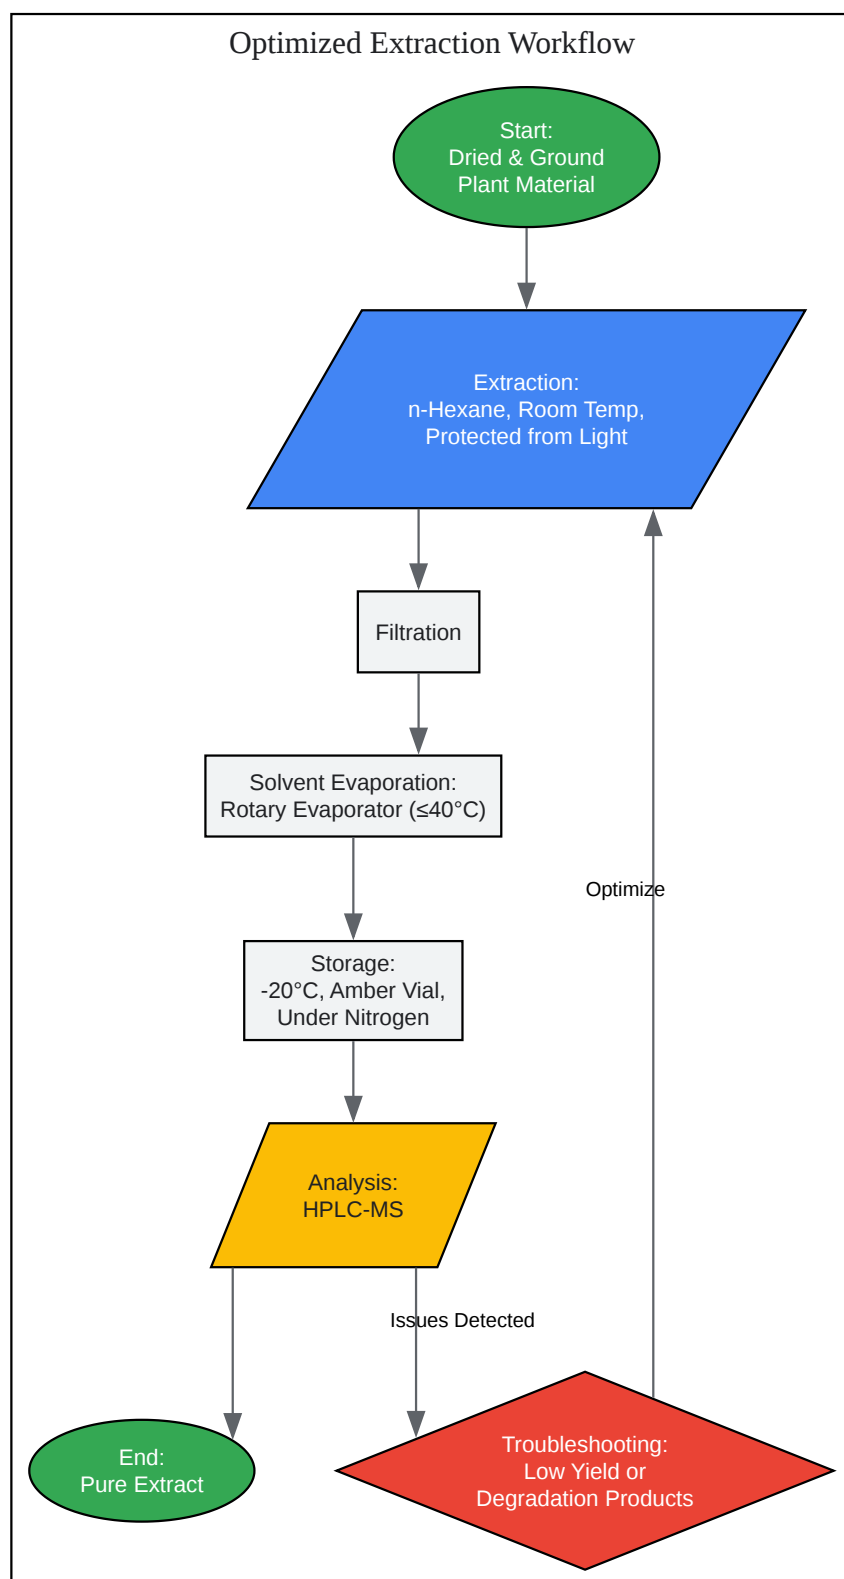 Optimized Extraction Workflow
Start:
Dried & Ground
Plant Material
Extraction:
n-Hexane, Room Temp,
Protected from Light
Filtration
Solvent Evaporation:
Rotary Evaporator (≤40°C)
Optimize
Storage:
-20°C, Amber Vial,
Under Nitrogen
Analysis:
HPLC-MS
Issues Detected
End:
Pure Extract
Troubleshooting:
Low Yield or
Degradation Products